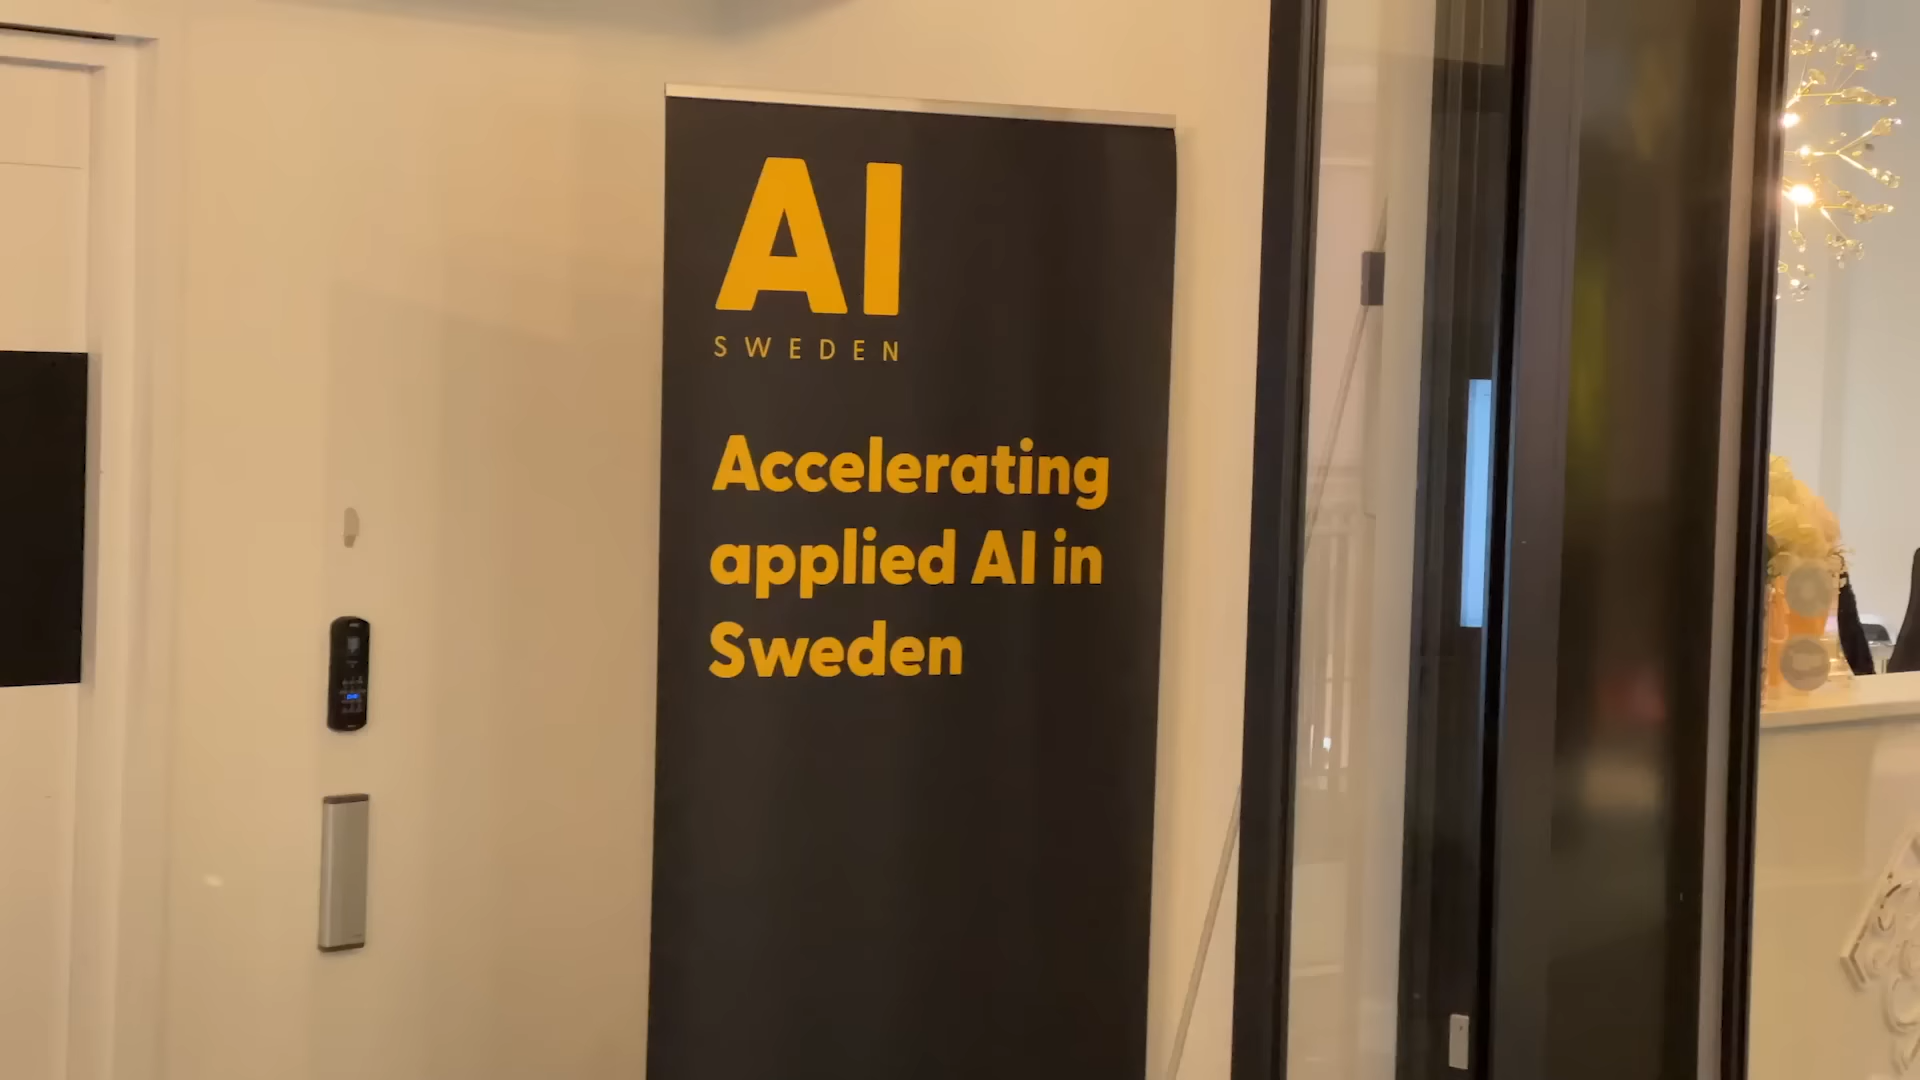 AI
SWEDEN
Accelerating
applied AI in
Sweden